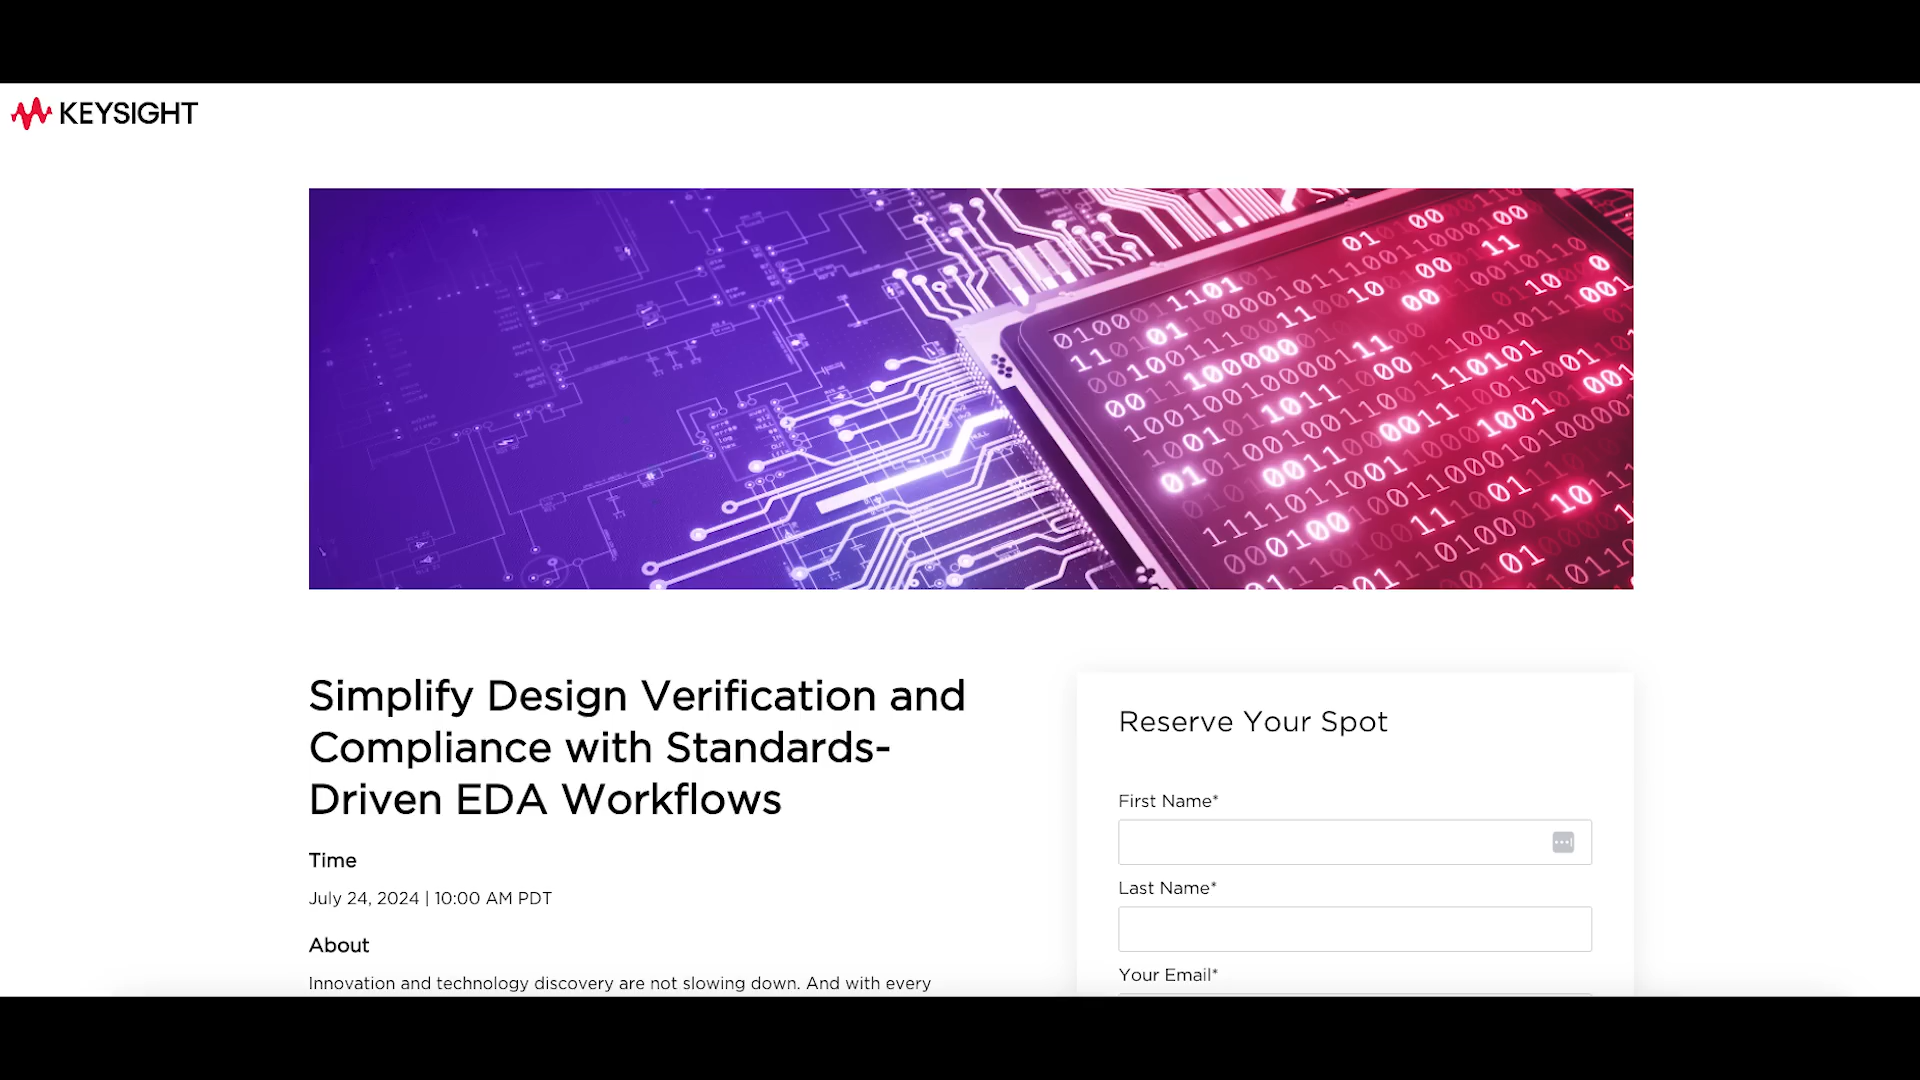 KEYSIGHT
Simplify Design Verification and
Compliance with Standards-
Driven EDA Workflows
Time
July 24, 2024 | 10:00 AM PDT
About
Innovation and technology discovery are not slowing down. And with every
Reserve Your Spot
First Name*
Last Name*
Your Email*